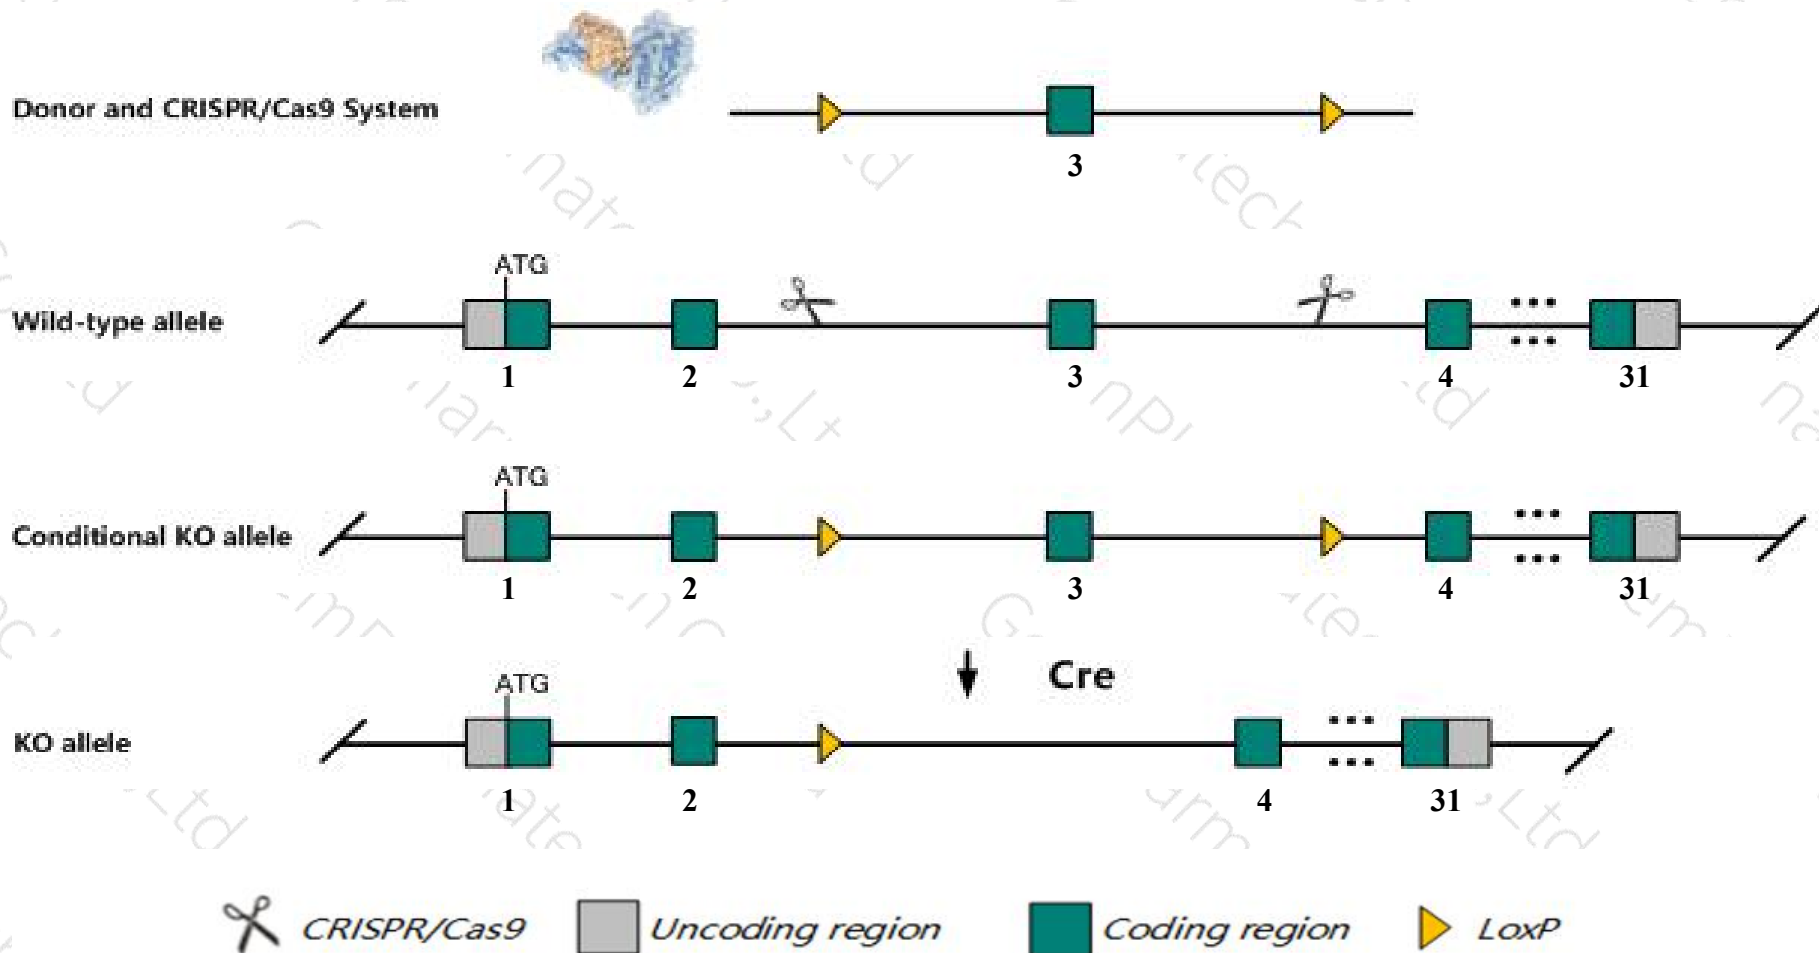 Donor and CRISPR/Cas9 System
3
ATG
Wild-type allele
1 2 3 4 31
ATG
Conditional KO allele
1 2 3 4 31
Cre
ATG
KO allele
1 2 4 31
CRISPR/Cas9 Uncoding region Coding region LoxP